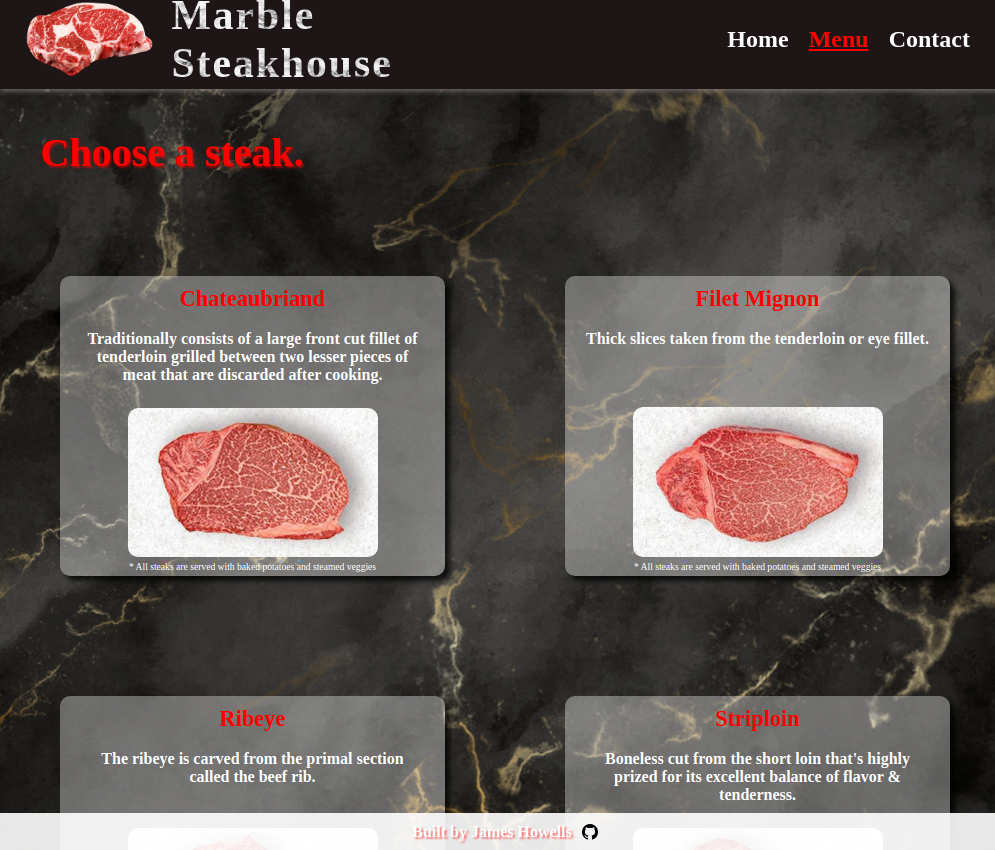 Marble
Steakhouse
Home Menu Contact
Choose a steak.
Chateaubriand
Traditionally consists of a large front cut fillet of
tenderloin grilled between two lesser pieces of
meat that are discarded after cooking.
* All steaks are served with baked potatoes and steamed veggies
Filet Mignon
Thick slices taken from the tenderloin or eye fillet.
* All steaks are served with baked potatoes and steamed veggies
Ribeye
The ribeye is carved from the primal section
called the beef rib.
Striploin
Boneless cut from the short loin that's highly
prized for its excellent balance of flavor &
tenderness.
Built by James Howells